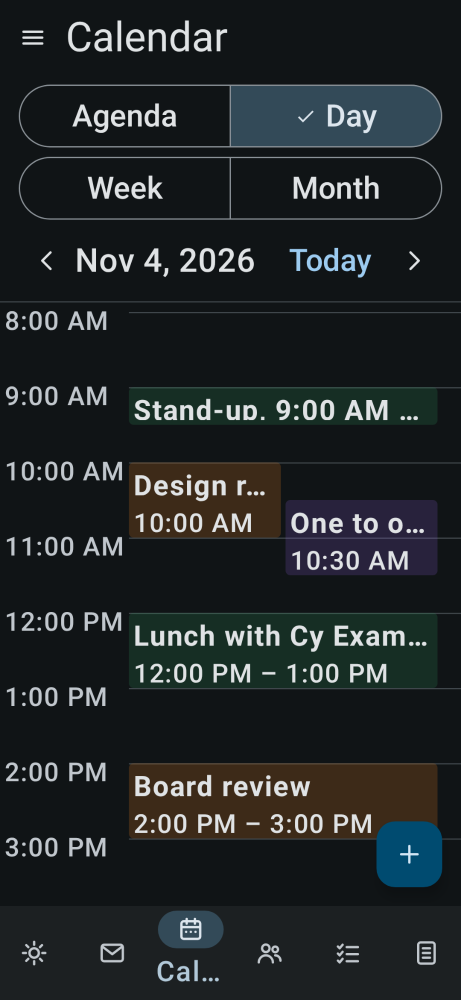 Calendar
Agenda
Day
Week
Month
Nov 4, 2026
Today
8:00 AM
9:00 AM
Stand-up, 9:00 AM …
10:00 AM
Design r…
10:00 AM
One to o…
10:30 AM
11:00 AM
12:00 PM
Lunch with Cy Exam…
12:00 PM – 1:00 PM
1:00 PM
2:00 PM
Board review
2:00 PM – 3:00 PM
3:00 PM
Cal…